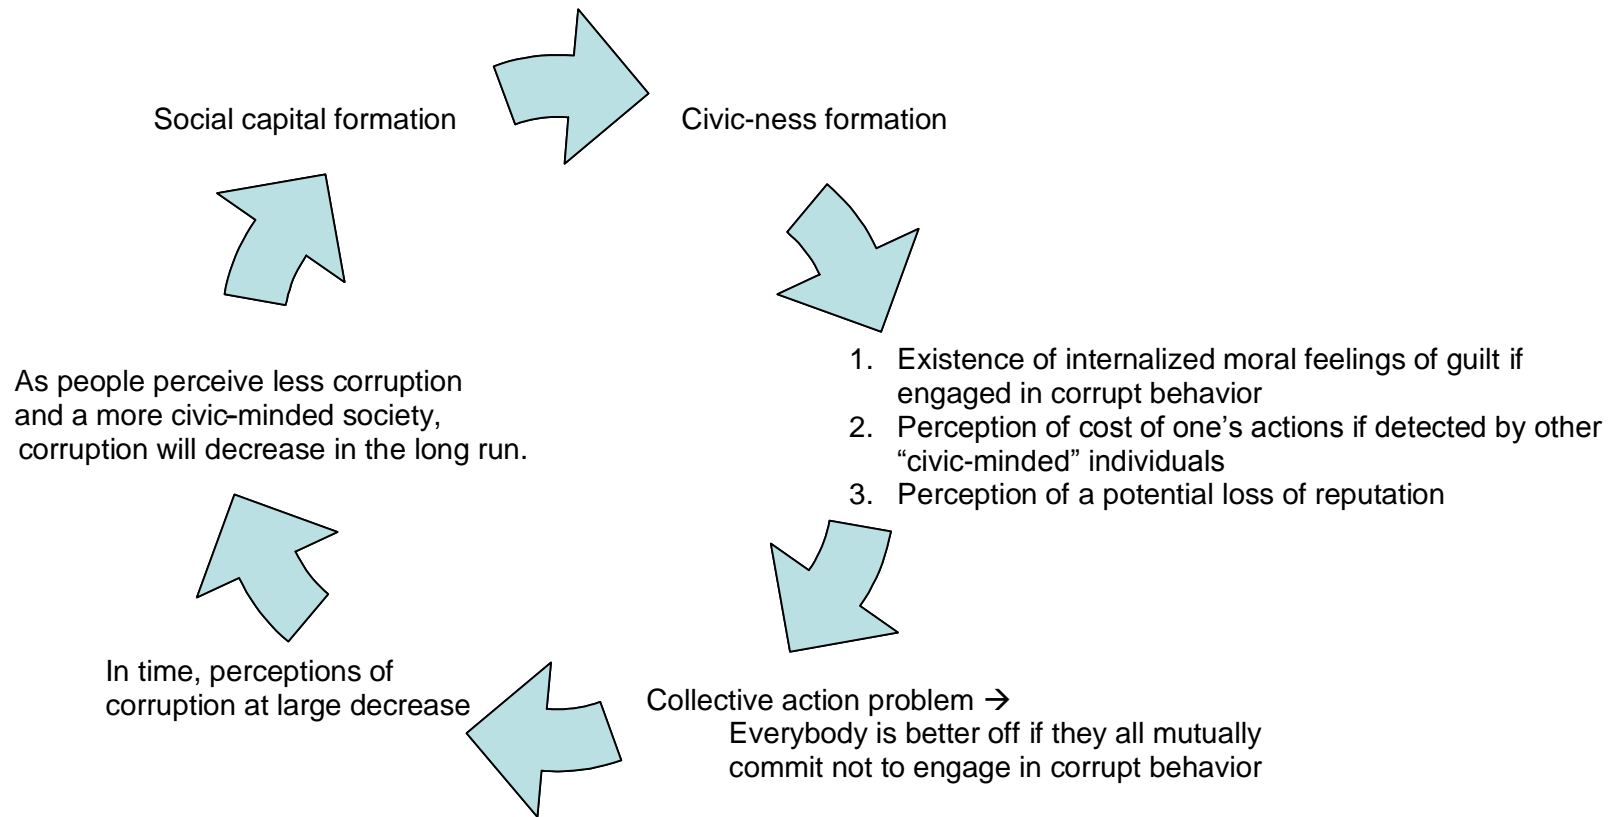 Social capital formation
Civic-ness formation
1. Existence of internalized moral feelings of guilt if
engaged in corrupt behavior
2. Perception of cost of one’s actions if detected by other
“civic-minded” individuals
3. Perception of a potential loss of reputation
Collective action problem →
Everybody is better off if they all mutually
commit not to engage in corrupt behavior
In time, perceptions of
corruption at large decrease
As people perceive less corruption
and a more civic-minded society,
corruption will decrease in the long run.